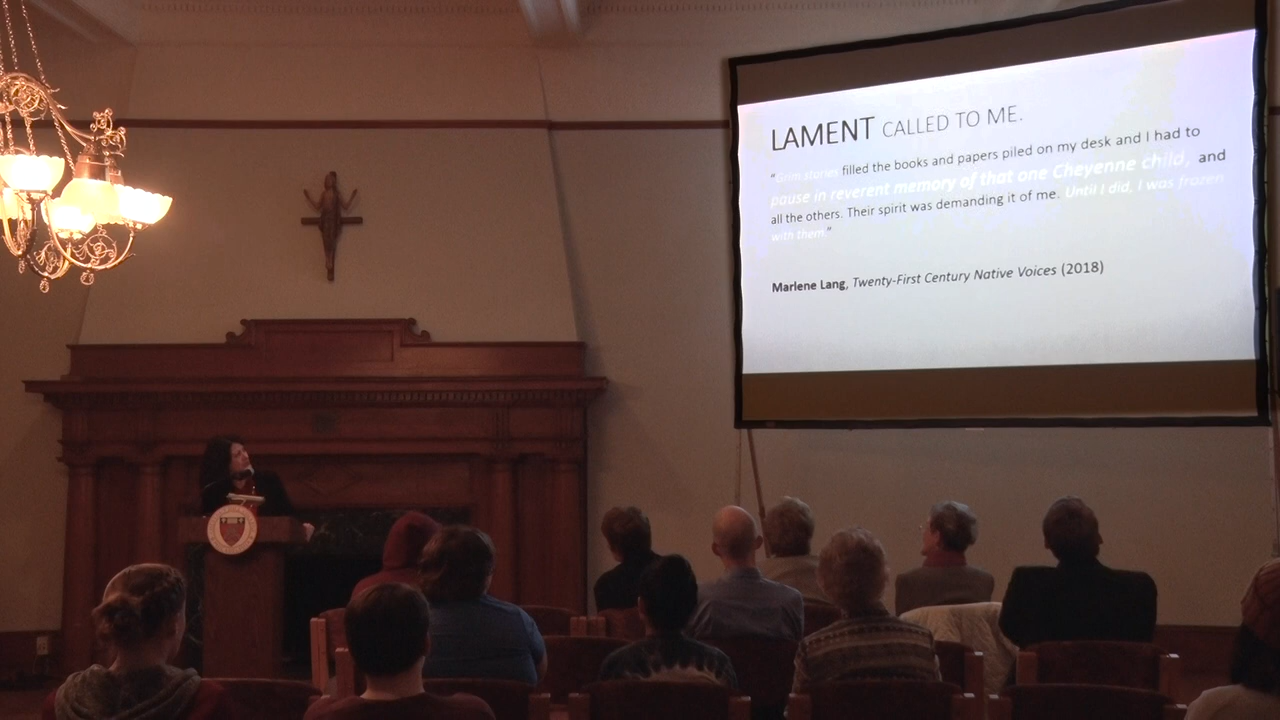 LAMENT CALLED TO ME.
“Grim stories filled the books and papers piled on my desk and I had to
pause in reverent memory of that one Cheyenne child, and
all the others. Their spirit was demanding it of me. Until I did, I was frozen
with them.”
Marlene Lang, Twenty-First Century Native Voices (2018)